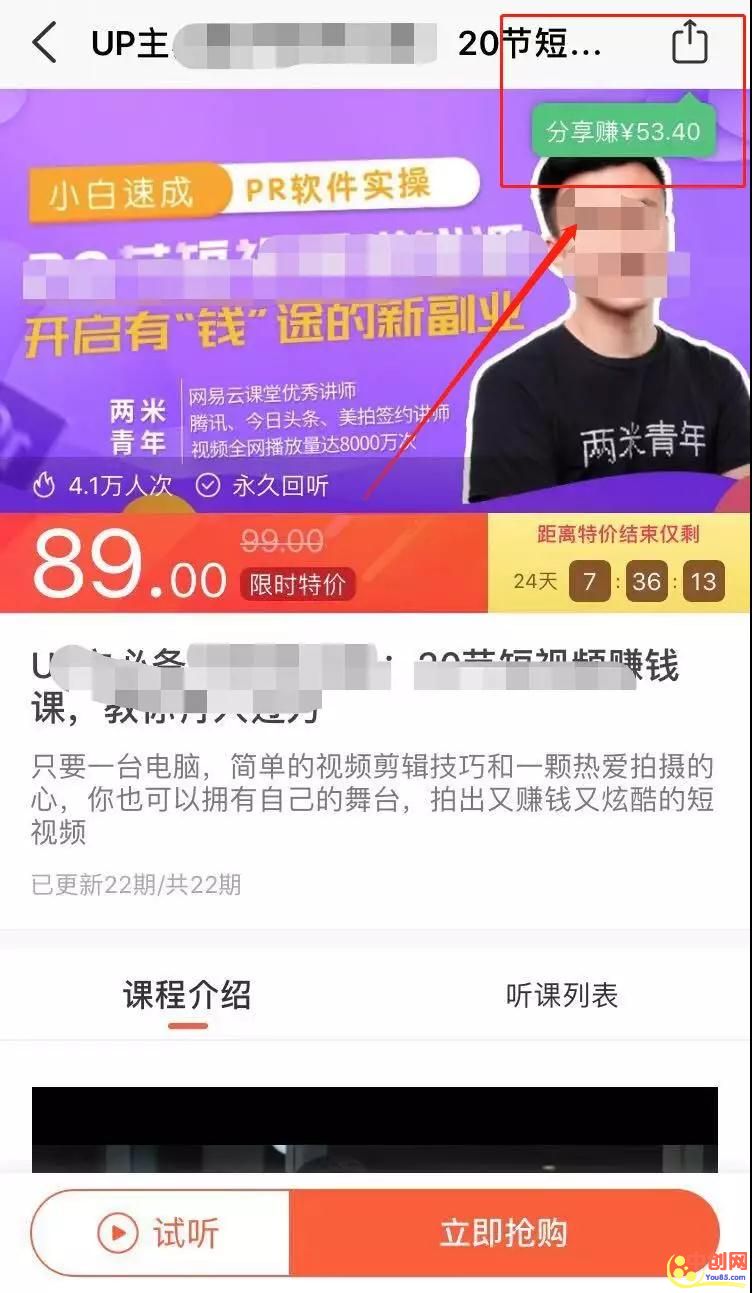 UP主 20节短...
分享赚¥53.40
小白速成 PR软件实操
开启有“钱”途的新副业
两米青年
网易云课堂优秀讲师
腾讯、今日头条、美拍签约讲师
视频全网播放量达8000万次
两米青年
4.1万人次 永久回听
89.00 99.00 限时特价
距离特价结束仅剩
24天 7 : 36 : 13
20节短视频赚钱
课，教你
只要一台电脑，简单的视频剪辑技巧和一颗热爱拍摄的
心，你也可以拥有自己的舞台，拍出又赚钱又炫酷的短
视频
已更新22期/共22期
课程介绍 听课列表
试听 立即抢购
中创网
You85.com